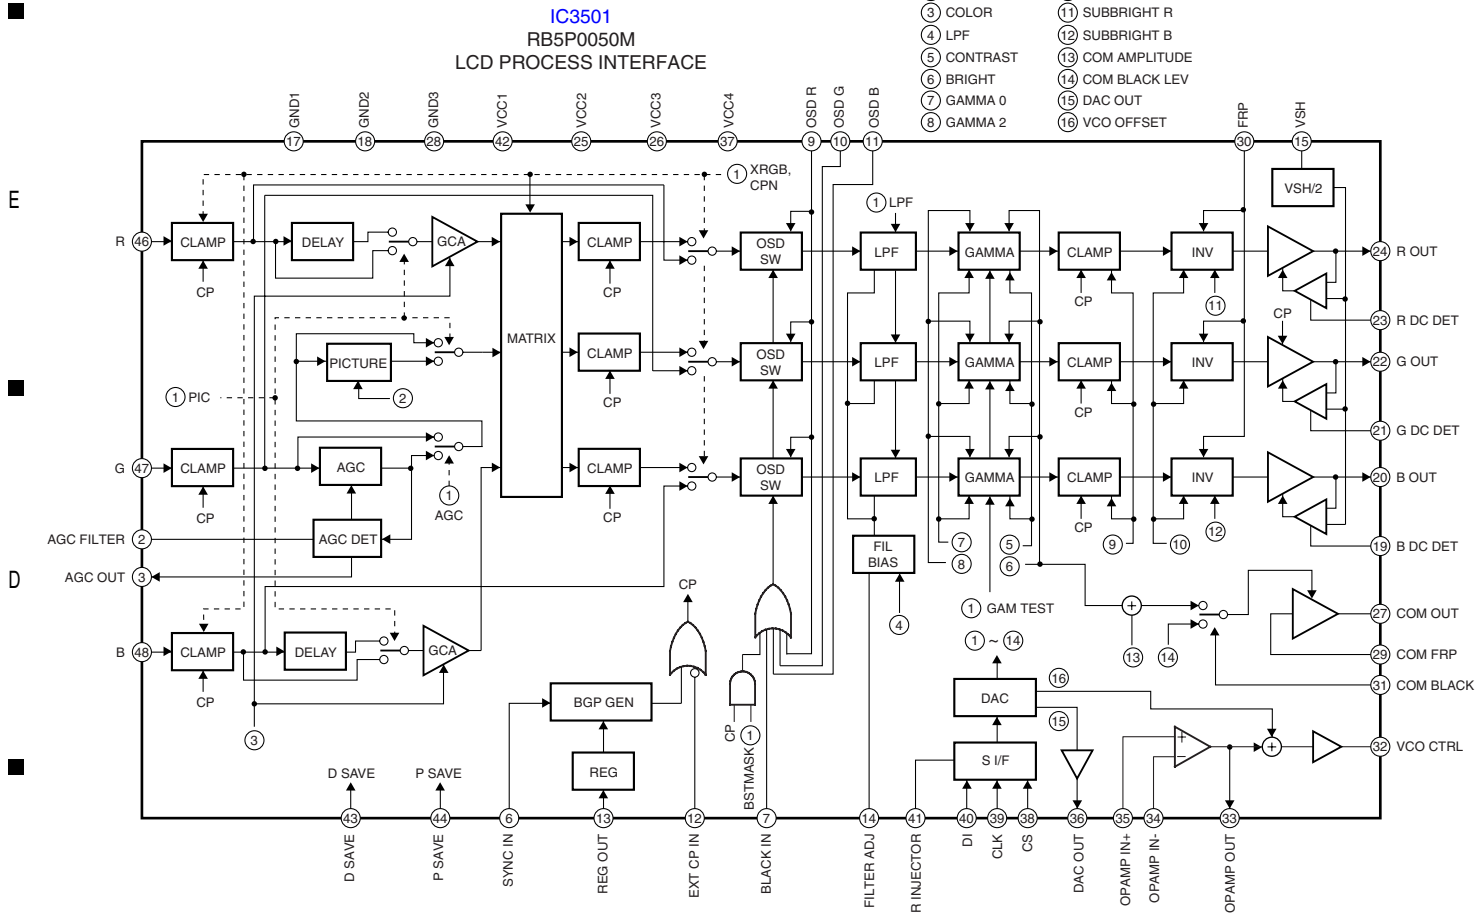 IC3501
RB5P0050M
LCD PROCESS INTERFACE
3 COLOR
4 LPF
5 CONTRAST
6 BRIGHT
7 GAMMA 0
8 GAMMA 2
11 SUBBRIGHT R
12 SUBBRIGHT B
13 COM AMPLITUDE
14 COM BLACK LEV
15 DAC OUT
16 VCO OFFSET
GND1
GND2
GND3
VCC1
VCC2
VCC3
VCC4
OSD R
OSD G
OSD B
FRP
VSH
17
18
28
42
25
26
37
9
10
11
30
15
E
1 XRGB,
CPN
VSH/2
1 LPF
R 46
CLAMP
DELAY
GCA
CLAMP
OSD
SW
LPF
GAMMA
CLAMP
INV
24 R OUT
CP
CP
CP
11
23 R DC DET
CP
MATRIX
PICTURE
CLAMP
OSD
SW
LPF
GAMMA
CLAMP
INV
22 G OUT
1 PIC
2
CP
CP
21 G DC DET
G 47
CLAMP
AGC
CLAMP
OSD
SW
LPF
GAMMA
CLAMP
INV
20 B OUT
1
AGC
CP
CP
CP
12
AGC FILTER 2
AGC DET
FIL
BIAS
7
5
9
10
19 B DC DET
8
6
AGC OUT 3
D
CP
1 GAM TEST
4
27 COM OUT
1 ~ 14
13
14
29 COM FRP
B 48
CLAMP
DELAY
GCA
CP
31 COM BLACK
BGP GEN
DAC
16
15
3
CP
1
BSTMASK
32 VCO CTRL
+
−
+
+
REG
S I/F
D SAVE
P SAVE
43
44
6
13
12
7
14
41
40
39
38
36
35
34
33
D SAVE
P SAVE
SYNC IN
REG OUT
EXT CP IN
BLACK IN
FILTER ADJ
R INJECTOR
DI
CLK
CS
DAC OUT
OPAMP IN+
OPAMP IN-
OPAMP OUT